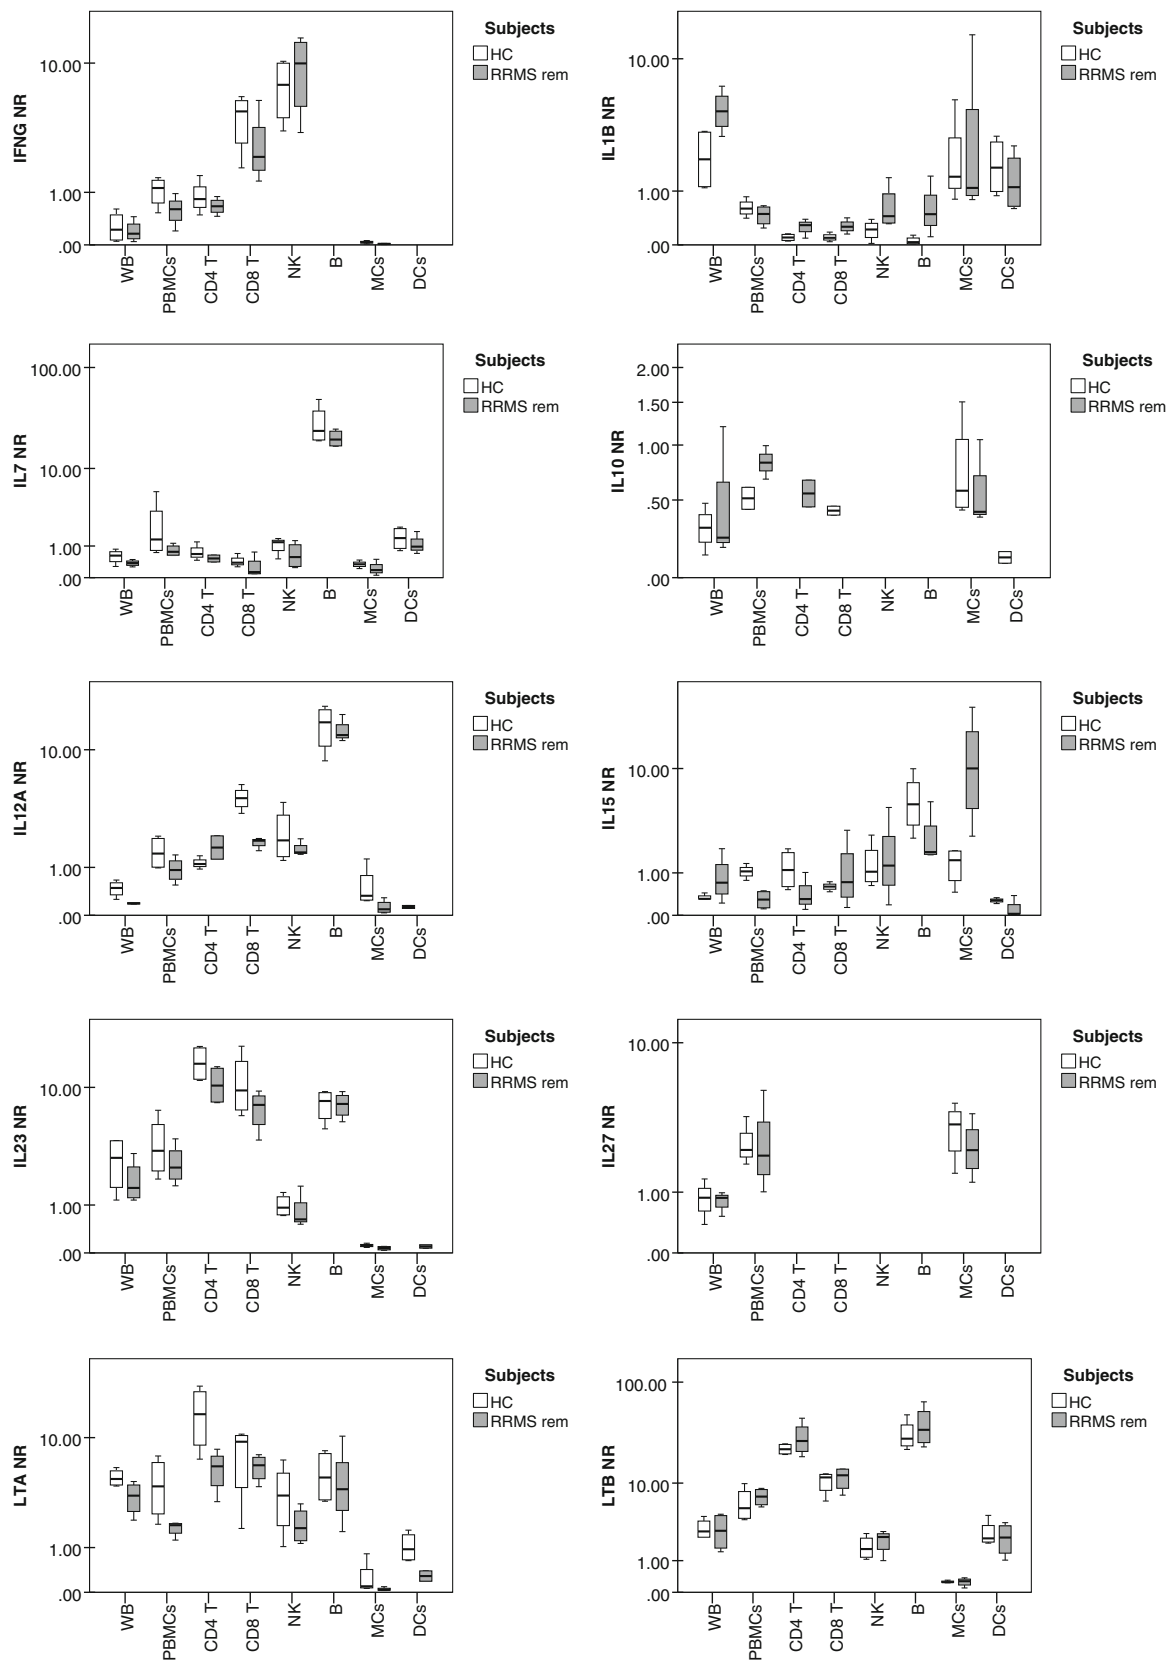 Subjects
HC
RRMS rem
IFNG NR
10.00
1.00
.00
WB
PBMCs
CD4 T
CD8 T
NK
B
MCs
DCs
Subjects
HC
RRMS rem
IL1B NR
10.00
1.00
.00
WB
PBMCs
CD4 T
CD8 T
NK
B
MCs
DCs
Subjects
HC
RRMS rem
IL7 NR
100.00
10.00
1.00
.00
WB
PBMCs
CD4 T
CD8 T
NK
B
MCs
DCs
Subjects
HC
RRMS rem
IL10 NR
2.00
1.50
1.00
.50
.00
WB
PBMCs
CD4 T
CD8 T
NK
B
MCs
DCs
Subjects
HC
RRMS rem
IL12A NR
10.00
1.00
.00
WB
PBMCs
CD4 T
CD8 T
NK
B
MCs
DCs
Subjects
HC
RRMS rem
IL15 NR
10.00
1.00
.00
WB
PBMCs
CD4 T
CD8 T
NK
B
MCs
DCs
Subjects
HC
RRMS rem
IL23 NR
10.00
1.00
.00
WB
PBMCs
CD4 T
CD8 T
NK
B
MCs
DCs
Subjects
HC
RRMS rem
IL27 NR
10.00
1.00
.00
WB
PBMCs
CD4 T
CD8 T
NK
B
MCs
DCs
Subjects
HC
RRMS rem
LTA NR
10.00
1.00
.00
WB
PBMCs
CD4 T
CD8 T
NK
B
MCs
DCs
Subjects
HC
RRMS rem
LTB NR
100.00
10.00
1.00
.00
WB
PBMCs
CD4 T
CD8 T
NK
B
MCs
DCs